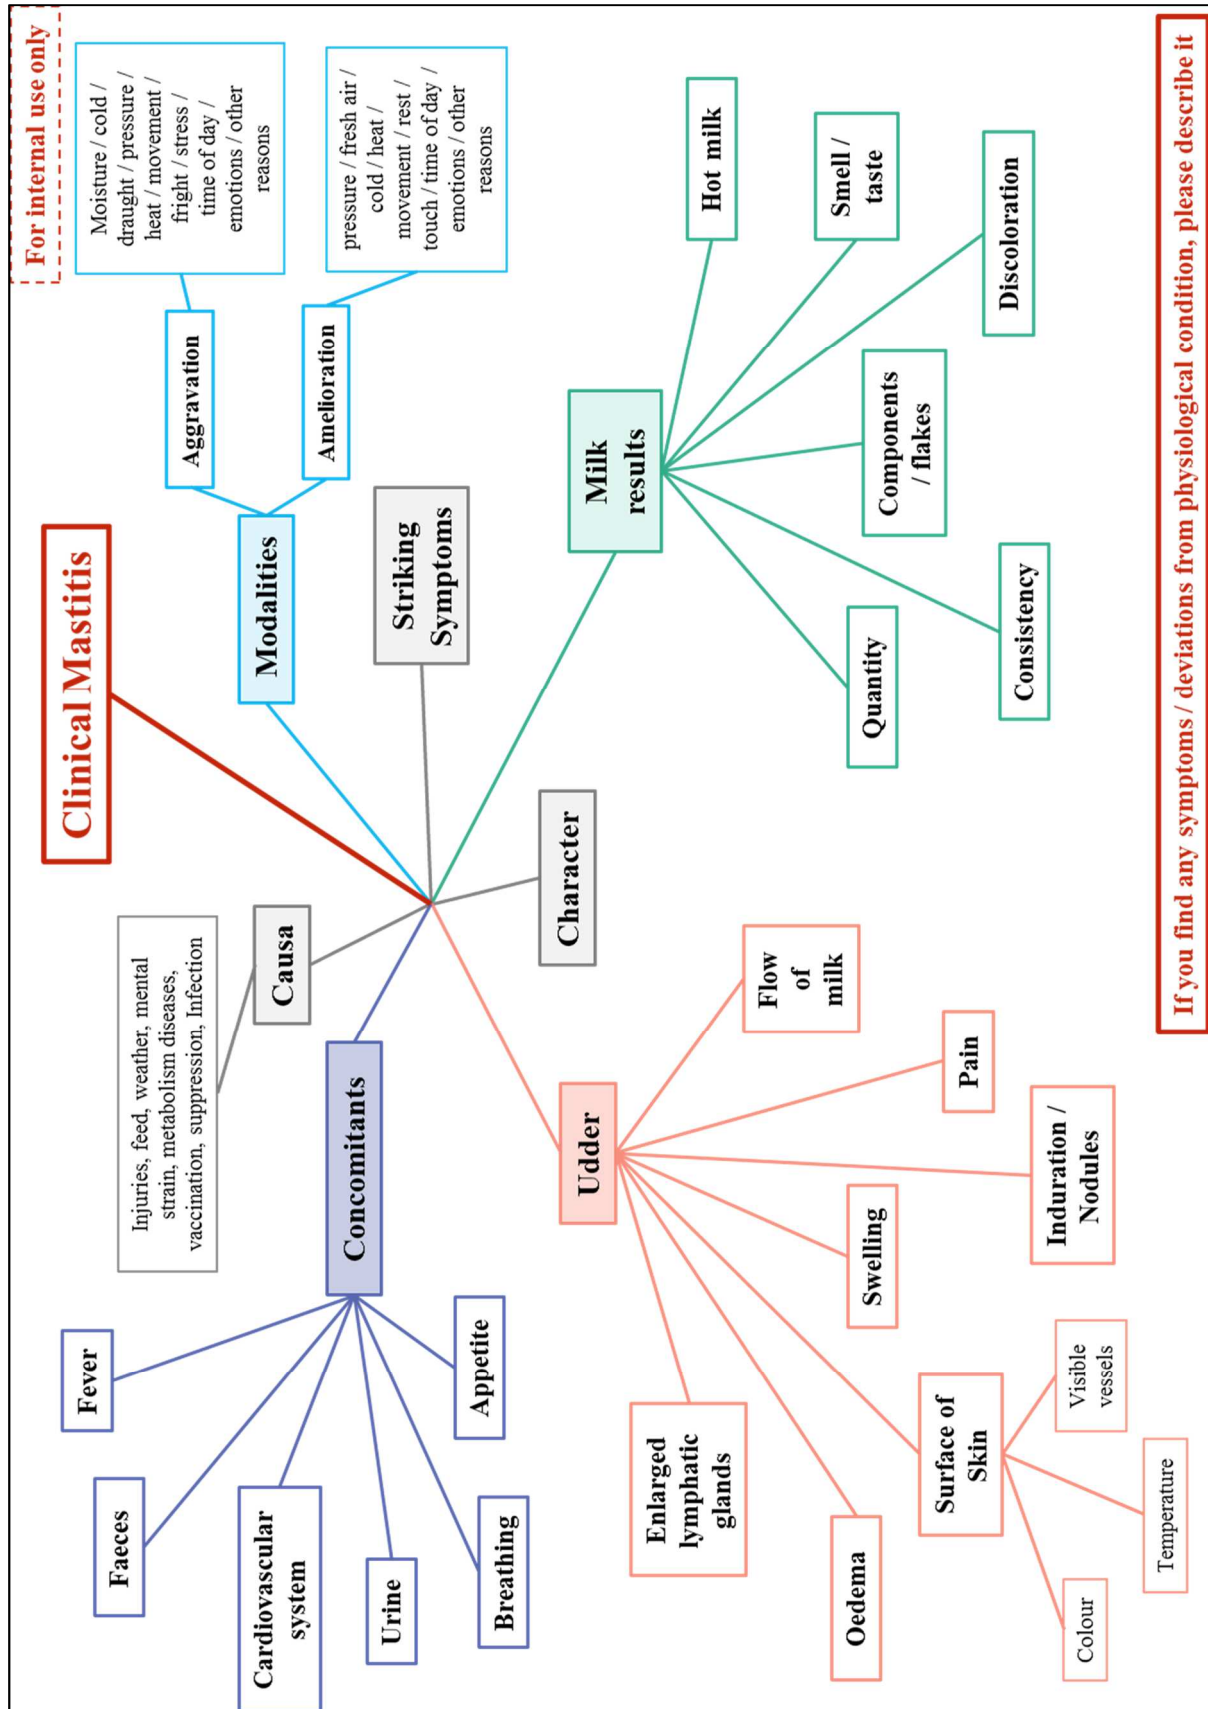 For internal use only
Clinical Mastitis
Modalities
Aggravation
Moisture / cold /
draught / pressure /
heat / movement /
fright / stress /
time of day /
emotions / other
reasons
Amelioration
pressure / fresh air /
cold / heat /
movement / rest /
touch / time of day /
emotions / other
reasons
Striking
Symptoms
Causa
Injuries, feed, weather, mental
strain, metabolism diseases,
vaccination, suppression, Infection
Character
Concomitants
Fever
Faeces
Cardiovascular
system
Urine
Breathing
Appetite
Udder
Enlarged
lymphatic
glands
Oedema
Surface of
Skin
Colour
Temperature
Visible
vessels
Swelling
Induration /
Nodules
Pain
Flow
of
milk
Milk
results
Quantity
Consistency
Components
/ flakes
Discoloration
Smell /
taste
Hot milk
If you find any symptoms / deviations from physiological condition, please describe it